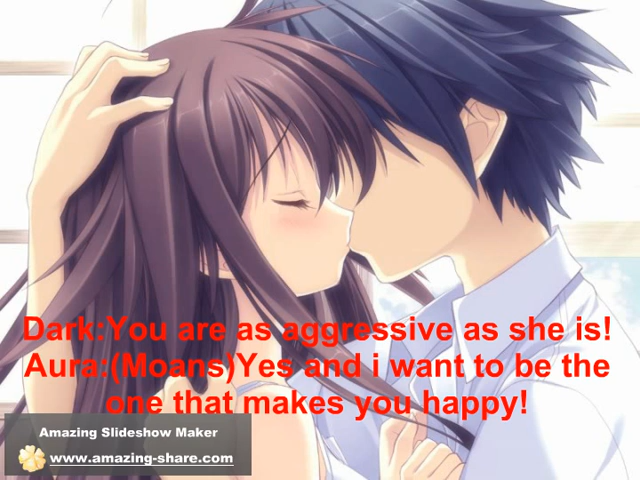 Dark:You are as aggressive as she is!
Aura:(Moans)Yes and i want to be the
one that makes you happy!
Amazing Slideshow Maker
www.amazing-share.com